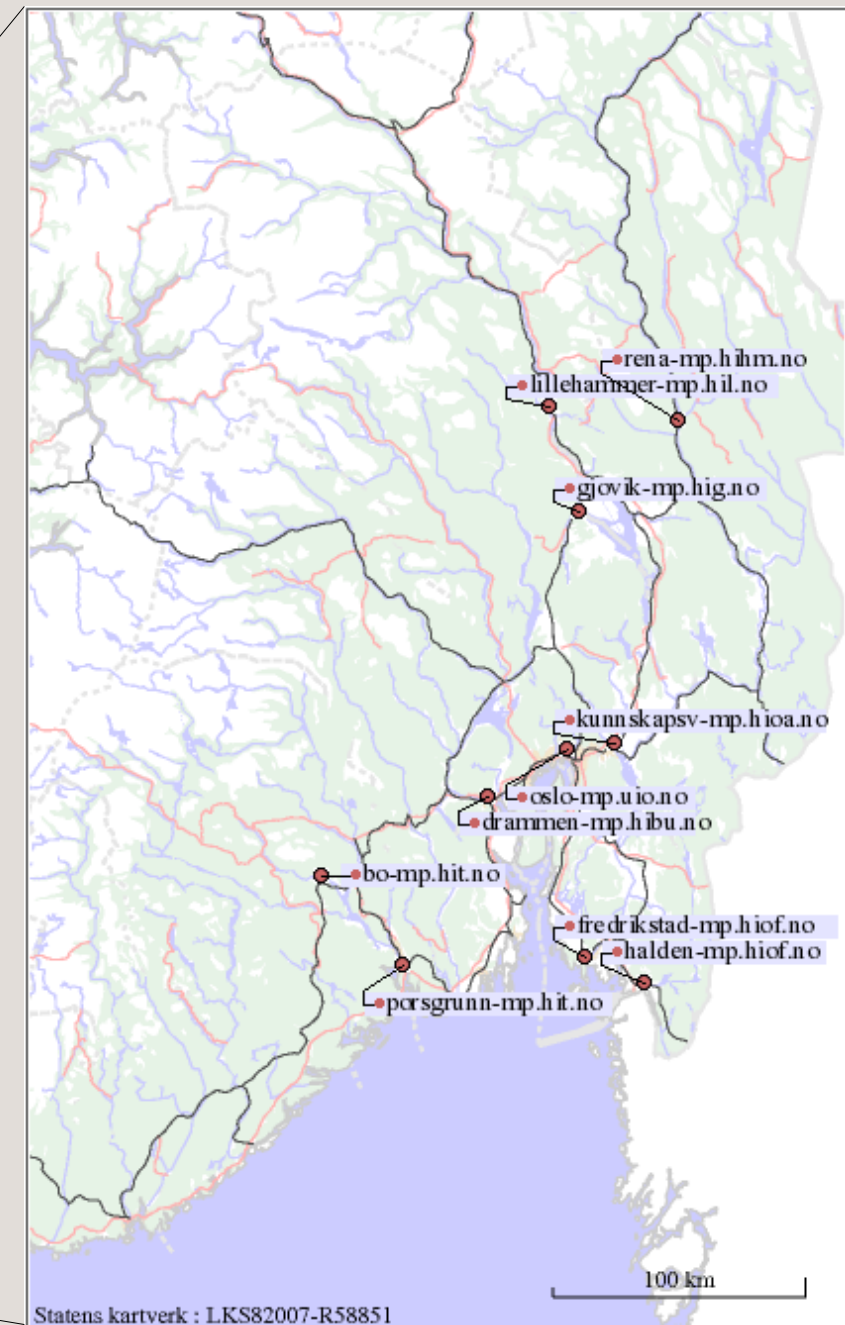 rena-mp.hihm.no
lillehammer-mp.hil.no
gjovik-mp.hig.no
kunnskapsv-mp.hioa.no
oslo-mp.uio.no
drammen-mp.hibu.no
bo-mp.hit.no
fredrikstad-mp.hiof.no
halden-mp.hiof.no
porsgrunn-mp.hit.no
100 km
Statens kartverk : LKS82007-R58851